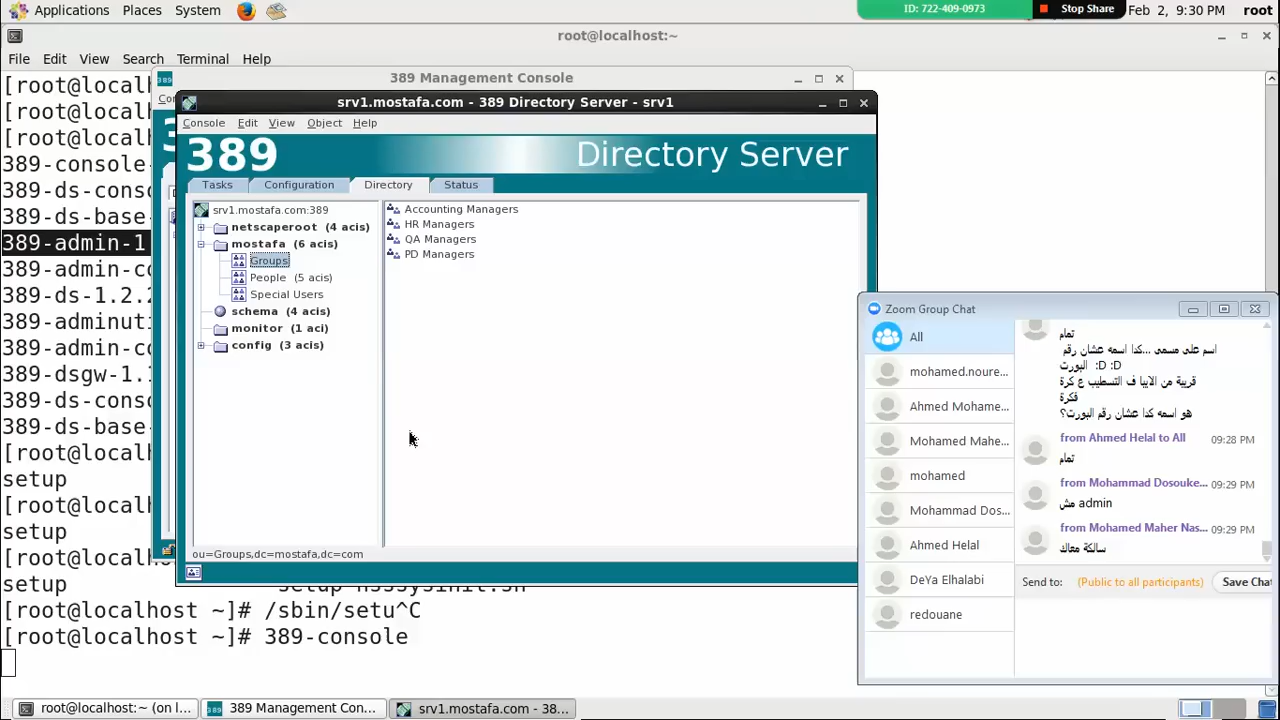 Applications Places System
ID: 722-409-0973
Stop Share
Feb 2, 9:30 PM root
root@localhost:~
File Edit View Search Terminal Help
[root@local
[root@local
[root@local
389-console-
389-ds-conso
389-ds-base-
389-admin-1
389-admin-co
389-ds-1.2.2
389-adminuti
389-admin-co
389-dsgw-1.1
389-ds-conso
389-ds-base-
[root@local
setup
[root@local
setup
[root@local
setup
[root@localhost ~]# /sbin/setu^C
[root@localhost ~]# 389-console
389 Management Console
srv1.mostafa.com - 389 Directory Server - srv1
Console Edit View Object Help
389
Directory Server
Tasks Configuration Directory Status
srv1.mostafa.com:389
netscaperoot (4 acis)
mostafa (6 acis)
Groups
People (5 acis)
Special Users
schema (4 acis)
monitor (1 aci)
config (3 acis)
Accounting Managers
HR Managers
QA Managers
PD Managers
ou=Groups,dc=mostafa,dc=com
Zoom Group Chat
All
mohamed.noure...
Ahmed Mohame...
Mohamed Mahe...
mohamed
Mohammad Dos...
Ahmed Helal
DeYa Elhalabi
redouane
تمام
اسم على مسمى ...كدا اسمه عشان رقم
البورت :D :D
قريبة من الايبا ف التسطيب ع كرة
فكرة
هو اسمه كدا عشان رقم البورت؟
from Ahmed Helal to All 09:28 PM
تمام
from Mohammad Dosouke... 09:29 PM
مش admin
from Mohamed Maher Nas... 09:29 PM
سالكة معاك
Send to: (Public to all participants) Save Chat
root@localhost:~ (on l...
389 Management Con...
srv1.mostafa.com - 38...